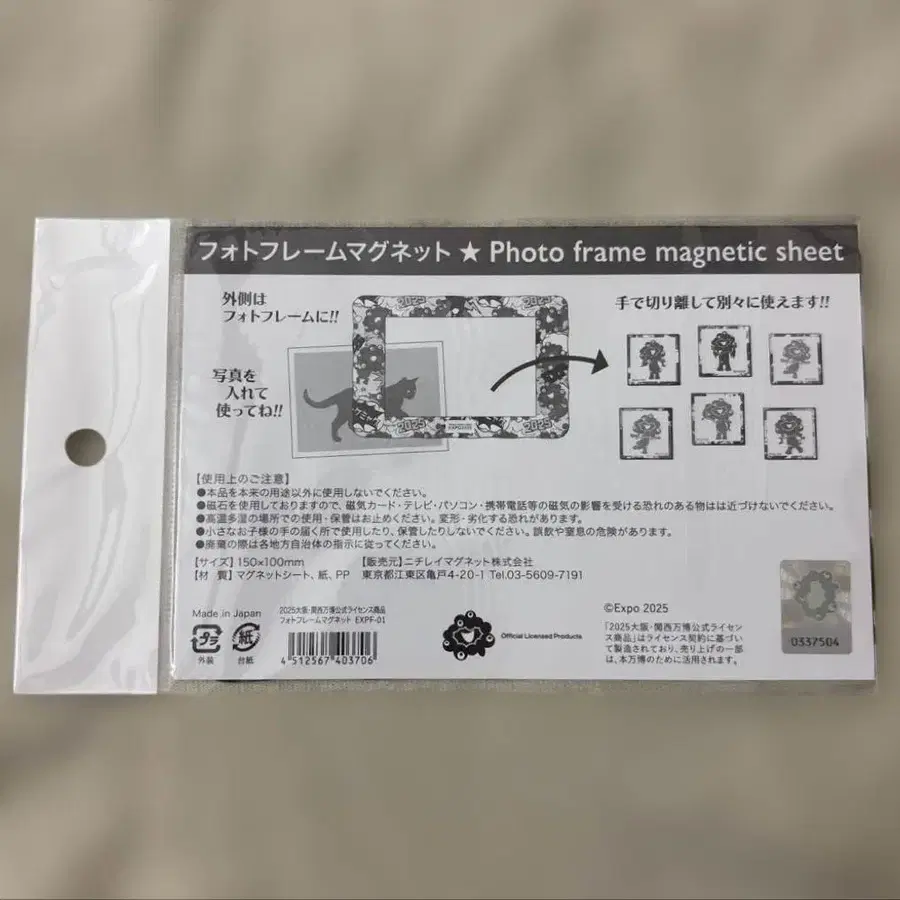 フォトフレームマグネット ★ Photo frame magnetic sheet
外側は
フォトフレームに!!
写真を
入れて
使ってね!!
2025
2025
2025
2025
手で切り離して別々に使えます!!
【使用上のご注意】
●本品を本来の用途以外に使用しないでください。
●磁石を使用しておりますので、磁気カード・テレビ・パソコン・携帯電話等の磁気の影響を受ける恐れのある物はは近づけないでください。
●高温多湿の場所での使用・保管はお止めください。変形・劣化する恐れがあります。
●小さなお子様の手の届く所で使用したり、保管したりしないでください。誤飲や窒息の危険があります。
●廃棄の際は各地方自治体の指示に従ってください。
【サイズ】150×100mm 【販売元】ニチレイマグネット株式会社
【材 質】マグネットシート、紙、PP 東京都江東区亀戸4-20-1 Tel.03-5609-7191
Made in Japan
プラ
外装
紙
台紙
2025大阪・関西万博公式ライセンス商品
フォトフレームマグネット EXPF-01
4 512567 403706
Official Licensed Products
©Expo 2025
「2025大阪・関西万博公式ライセン
ス商品」はライセンス契約に基づい
て製造されており、売り上げの一部
は、本万博のために活用されます。
0337504